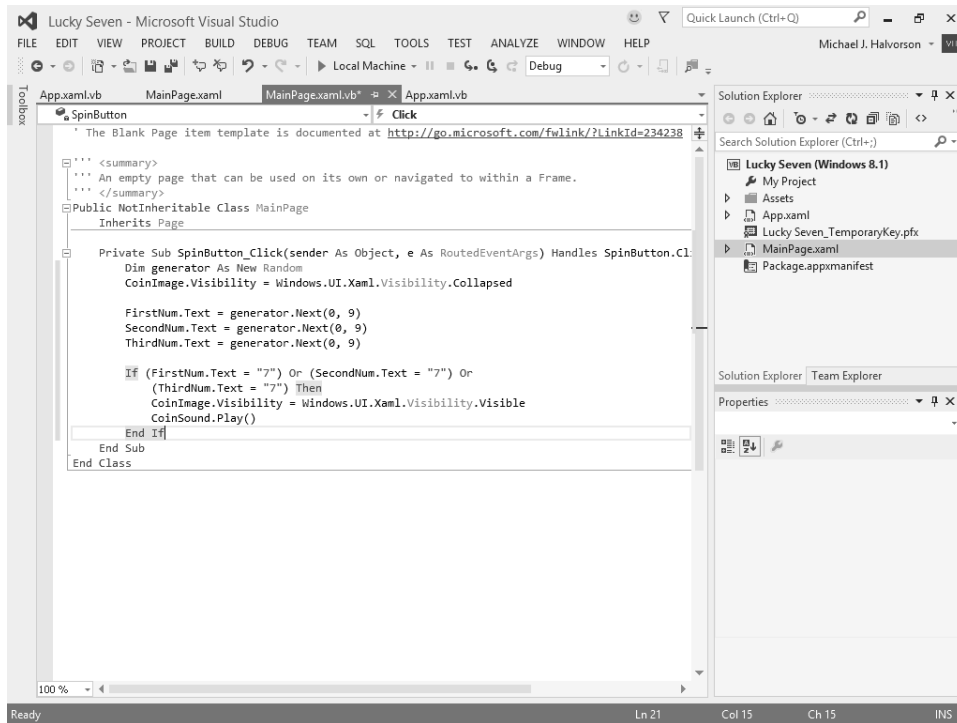 Lucky Seven - Microsoft Visual Studio
Quick Launch (Ctrl+Q)
FILE EDIT VIEW PROJECT BUILD DEBUG TEAM SQL TOOLS TEST ANALYZE WINDOW HELP
Michael J. Halvorson
Local Machine
Debug
Toolbox
App.xaml.vb
MainPage.xaml
MainPage.xaml.vb*
App.xaml.vb
SpinButton
Click
' The Blank Page item template is documented at http://go.microsoft.com/fwlink/?LinkId=234238
''' <summary>
''' An empty page that can be used on its own or navigated to within a Frame.
''' </summary>
Public NotInheritable Class MainPage
Inherits Page
Private Sub SpinButton_Click(sender As Object, e As RoutedEventArgs) Handles SpinButton.Cl
Dim generator As New Random
CoinImage.Visibility = Windows.UI.Xaml.Visibility.Collapsed
FirstNum.Text = generator.Next(0, 9)
SecondNum.Text = generator.Next(0, 9)
ThirdNum.Text = generator.Next(0, 9)
If (FirstNum.Text = "7") Or (SecondNum.Text = "7") Or
(ThirdNum.Text = "7") Then
CoinImage.Visibility = Windows.UI.Xaml.Visibility.Visible
CoinSound.Play()
End If
End Sub
End Class
100 %
Solution Explorer
Search Solution Explorer (Ctrl+;)
VB Lucky Seven (Windows 8.1)
My Project
Assets
App.xaml
Lucky Seven_TemporaryKey.pfx
MainPage.xaml
Package.appxmanifest
Solution Explorer Team Explorer
Properties
Ready
Ln 21
Col 15
Ch 15
INS